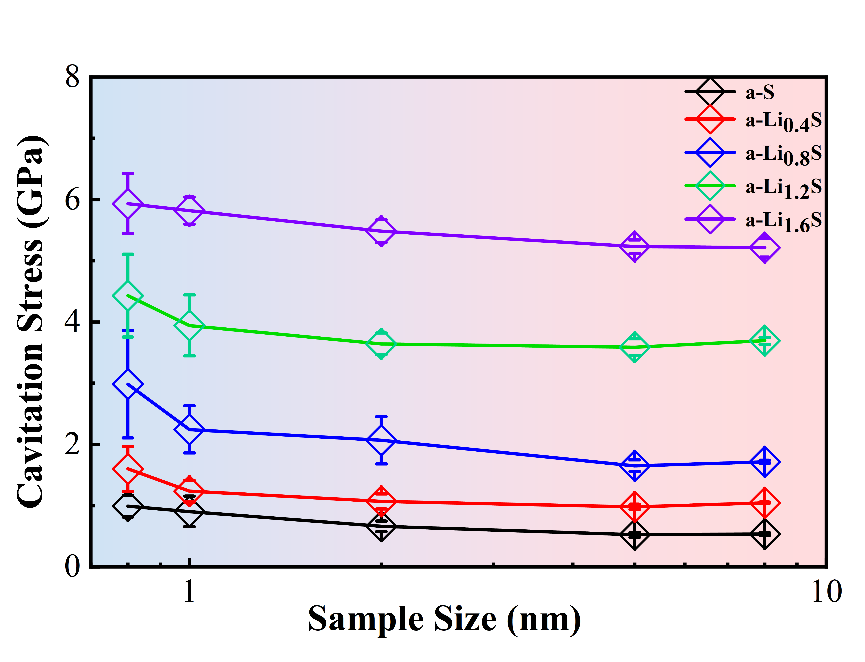 8
6
4
2
0
Cavitation Stress (GPa)
a-S
a-Li0.4S
a-Li0.8S
a-Li1.2S
a-Li1.6S
1
10
Sample Size (nm)